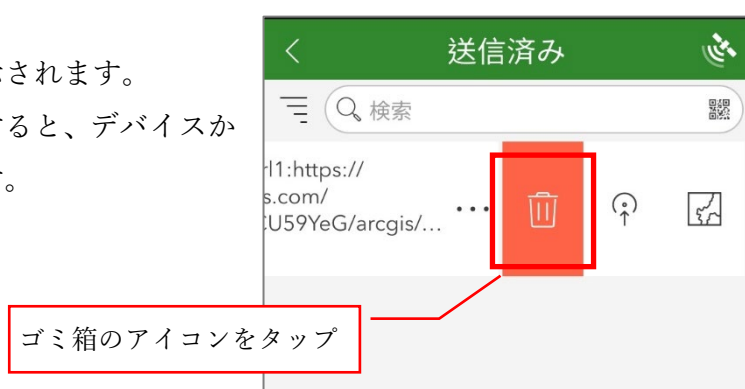 されます。
ると、デバイスか
。
送信済み
検索
l1:https://
s.com/
U59YeG/arcgis/...
ゴミ箱のアイコンをタップ